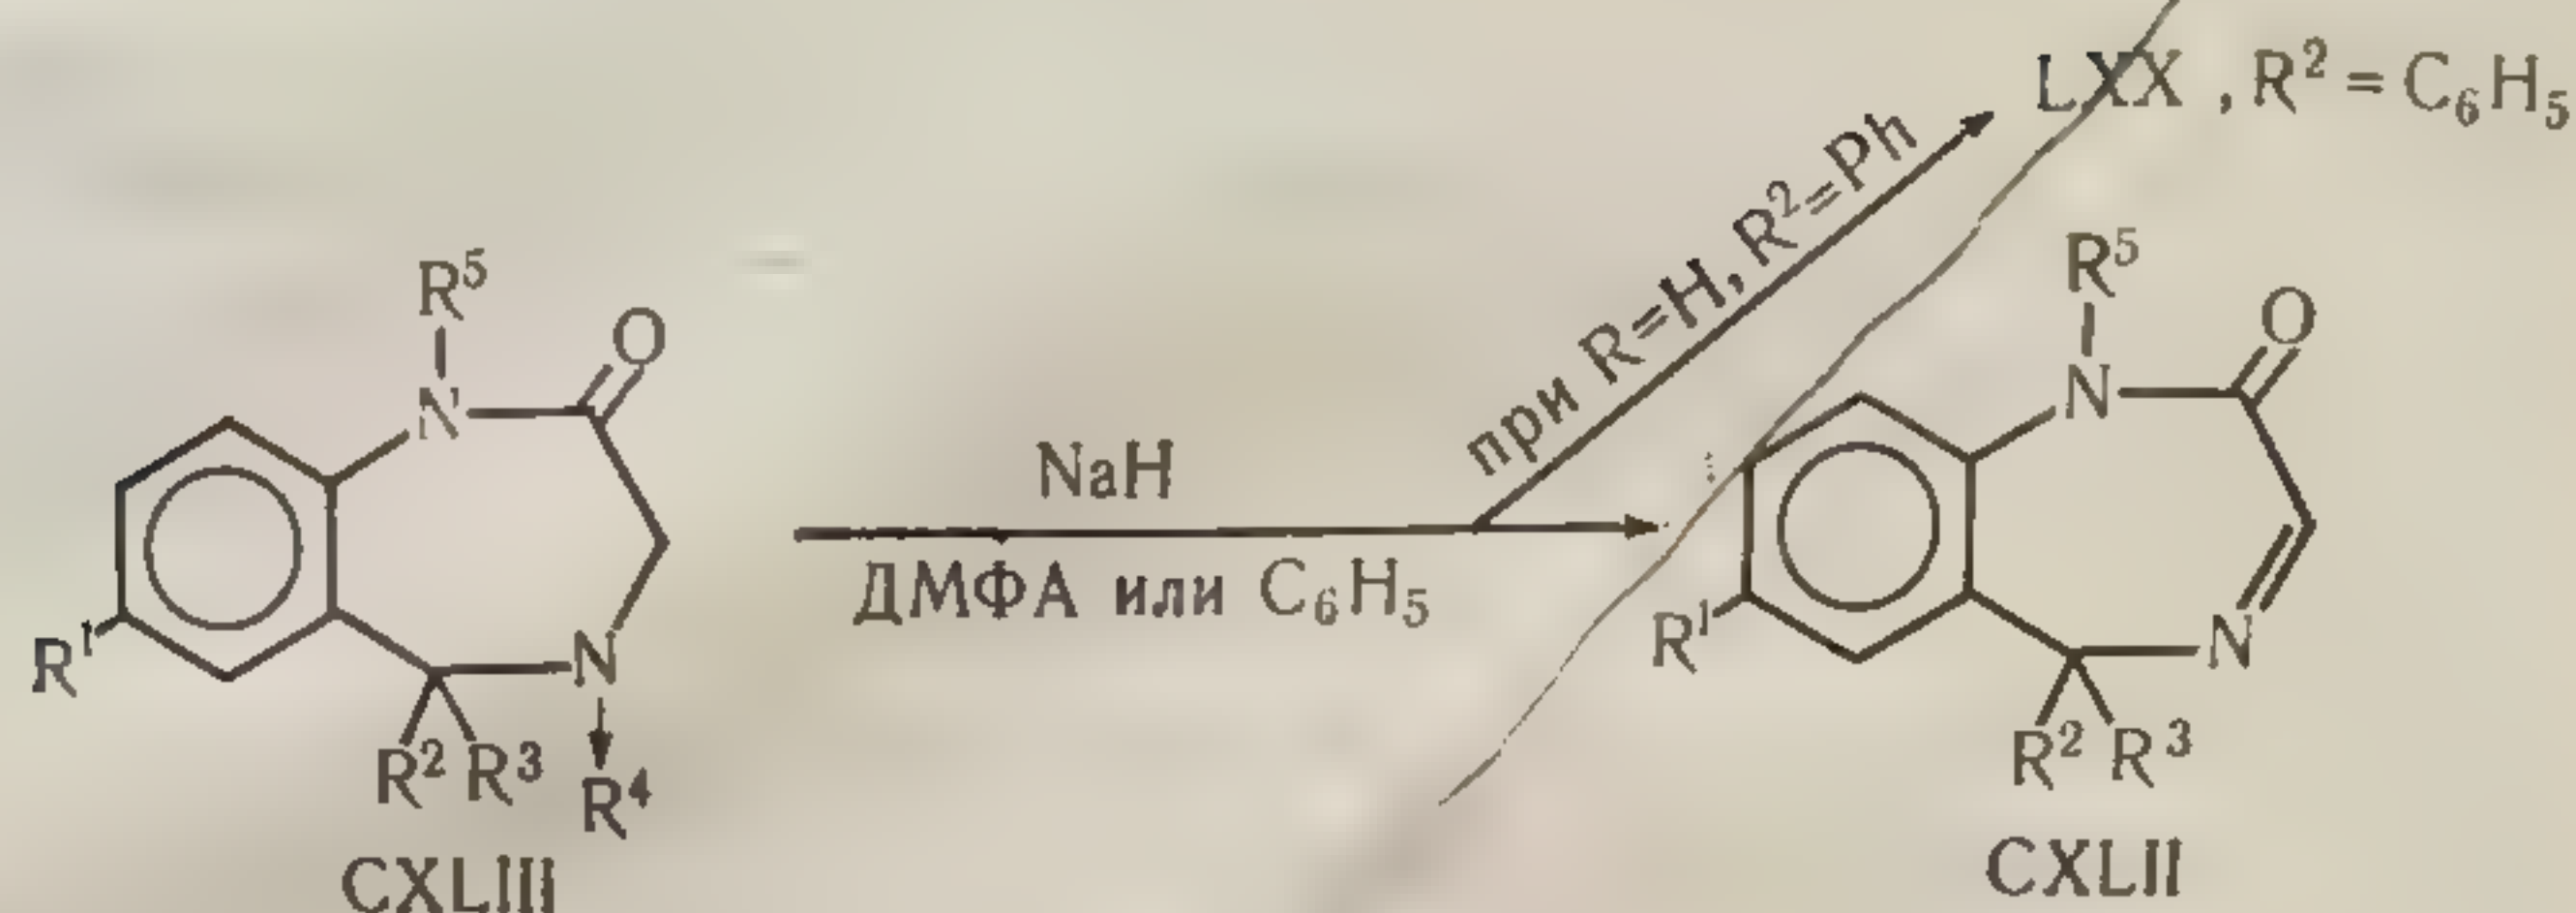 LXX , R² = C₆H₅
при R=H, R²=Ph
R⁵
O
N
NaH
ДМФА или C₆H₅
R¹
N
R² R³
R⁴
CXLIII
R⁵
O
N
R¹
N
R² R³
CXLII